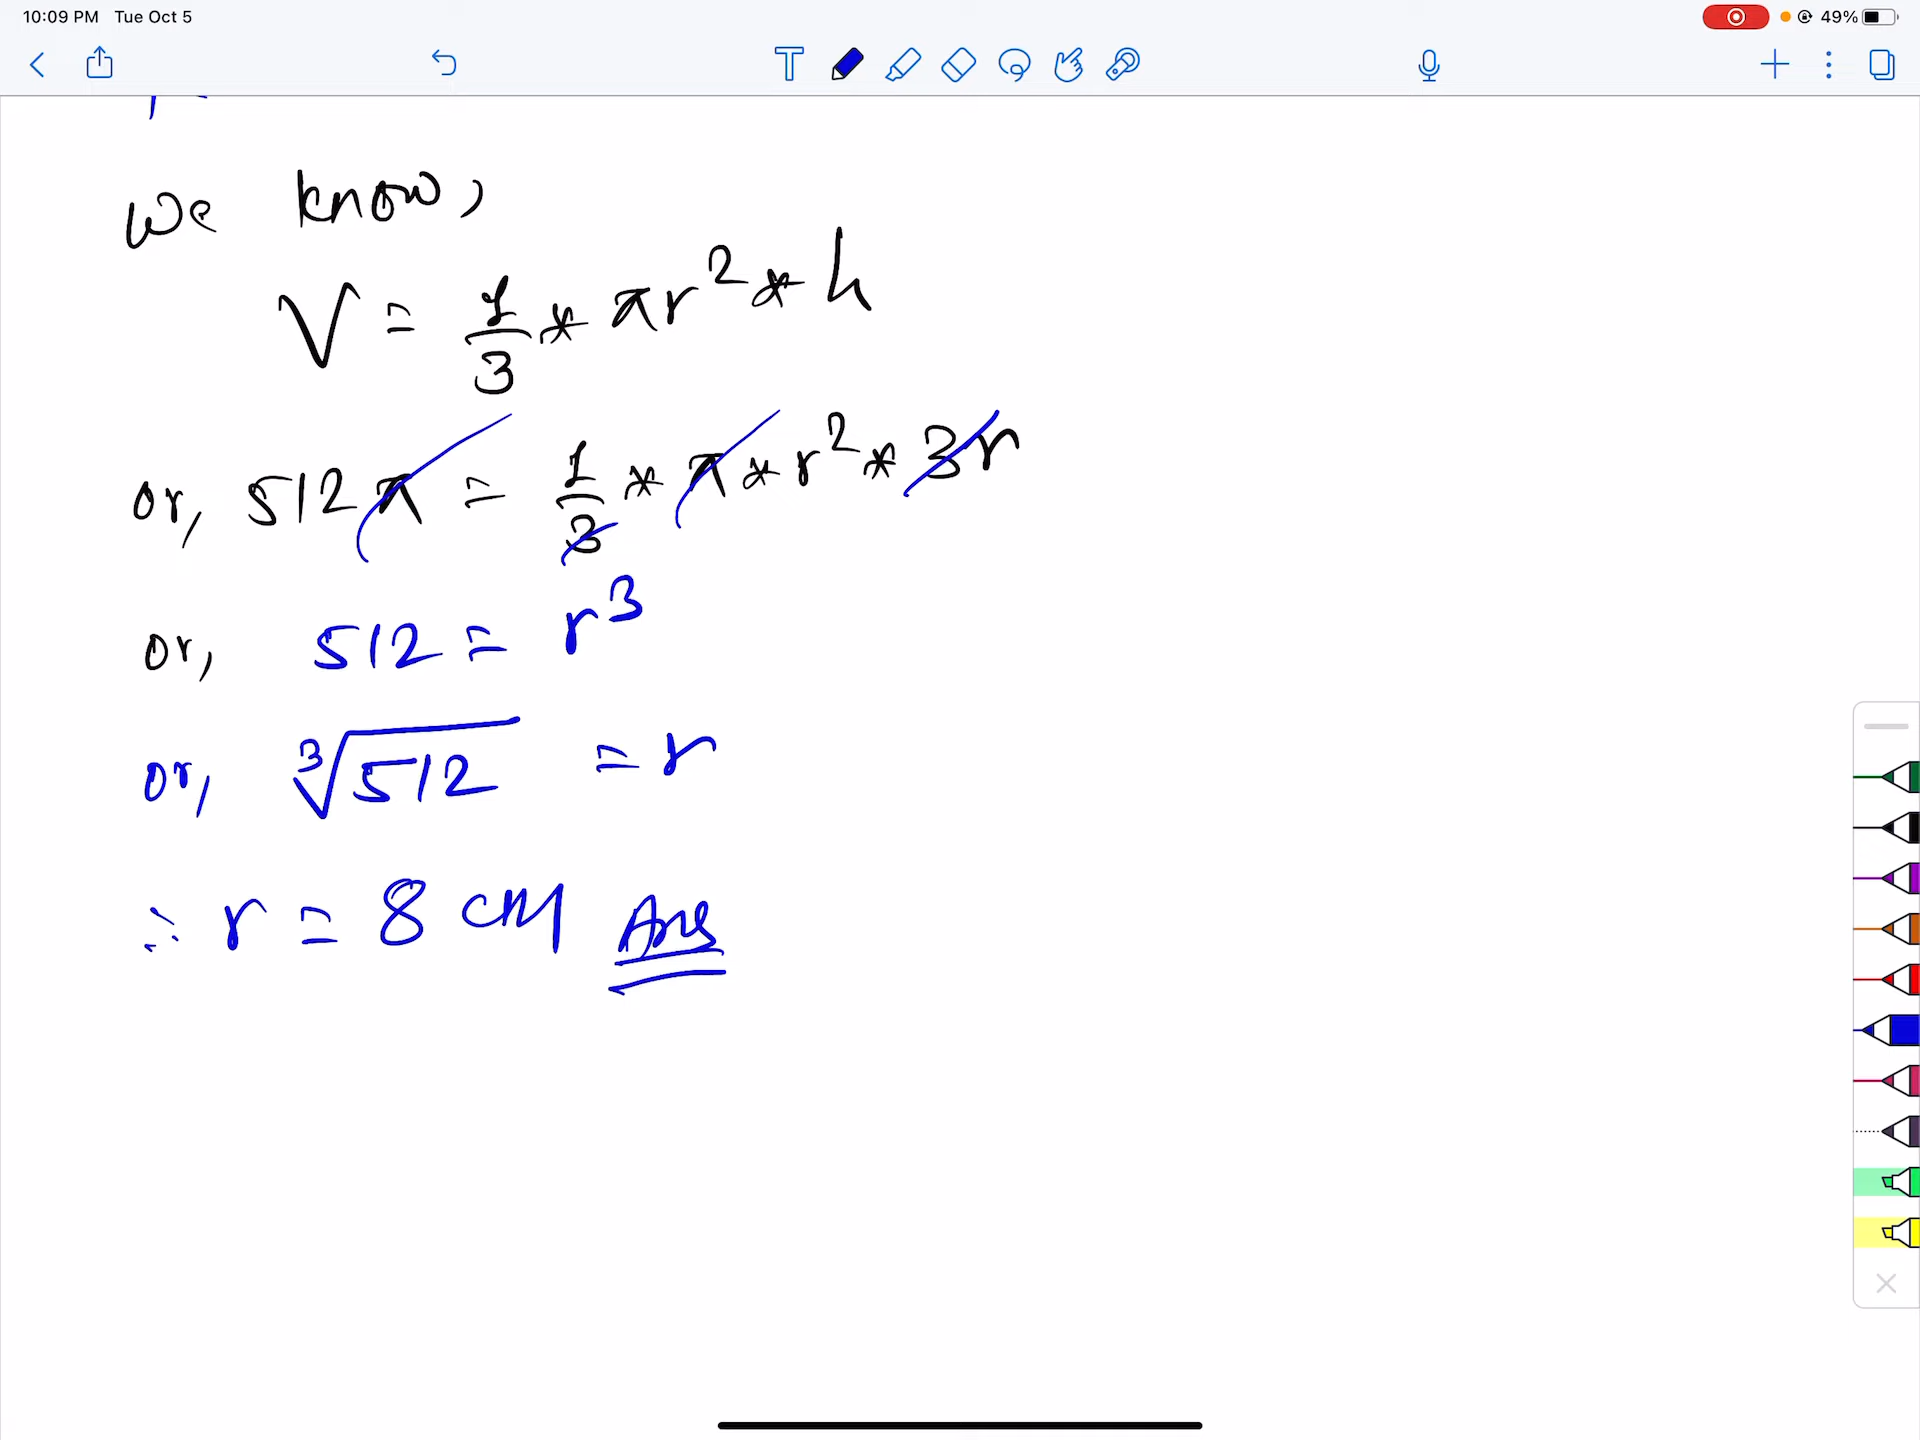 10:09 PM Tue Oct 5 49%
T
We know,
V = 1/3 * πr² * h
or, 512π = 1/3 * π * r² * 3r
or, 512 = r³
or, ³√512 = r
∴ r = 8 cm Ans